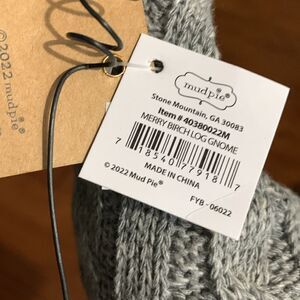 ©2022 mudpie®
mudpie®
Stone Mountain, GA 30083
Item # 40380022M
MERRY BIRCH LOG GNOME
7 18540 77918 7
MADE IN CHINA
© 2022 Mud Pie®
FYB - 06022